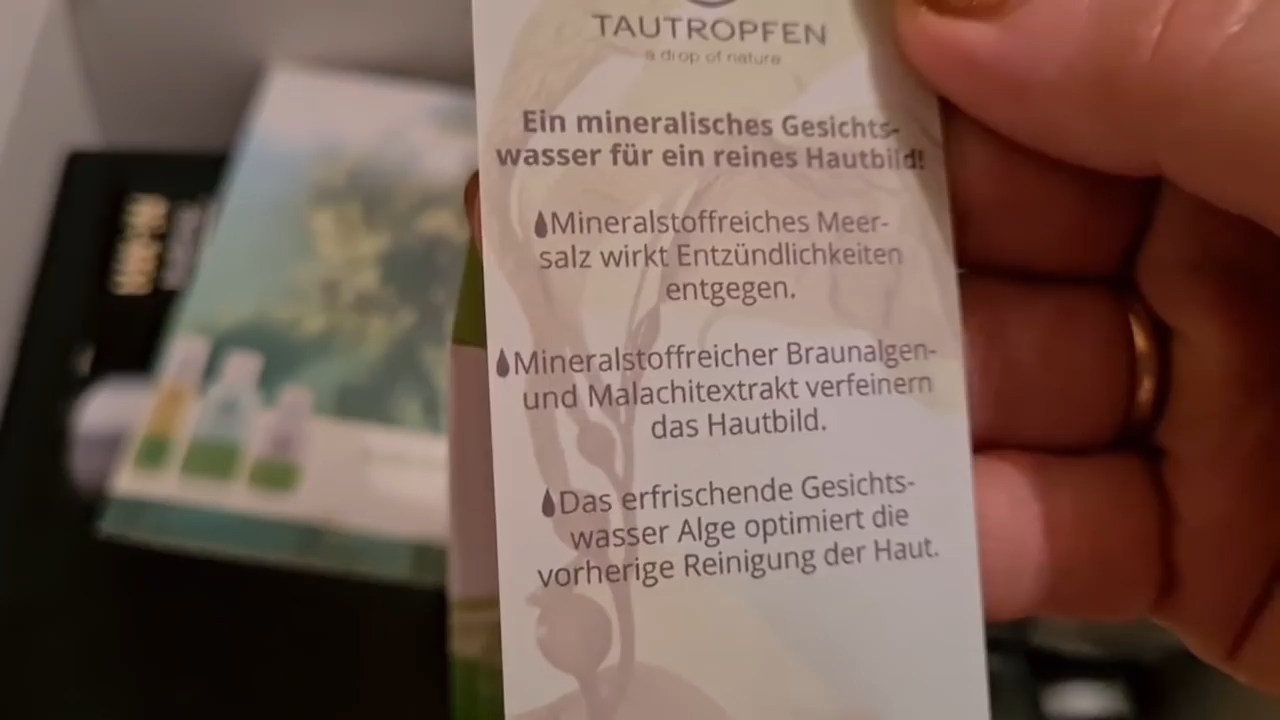 TAUTROPFEN
a drop of nature
Ein mineralisches Gesichts-
wasser für ein reines Hautbild!
Mineralstoffreiches Meer-
salz wirkt Entzündlichkeiten
entgegen.
Mineralstoffreicher Braunalgen-
und Malachitextrakt verfeinern
das Hautbild.
Das erfrischende Gesichts-
wasser Alge optimiert die
vorherige Reinigung der Haut.